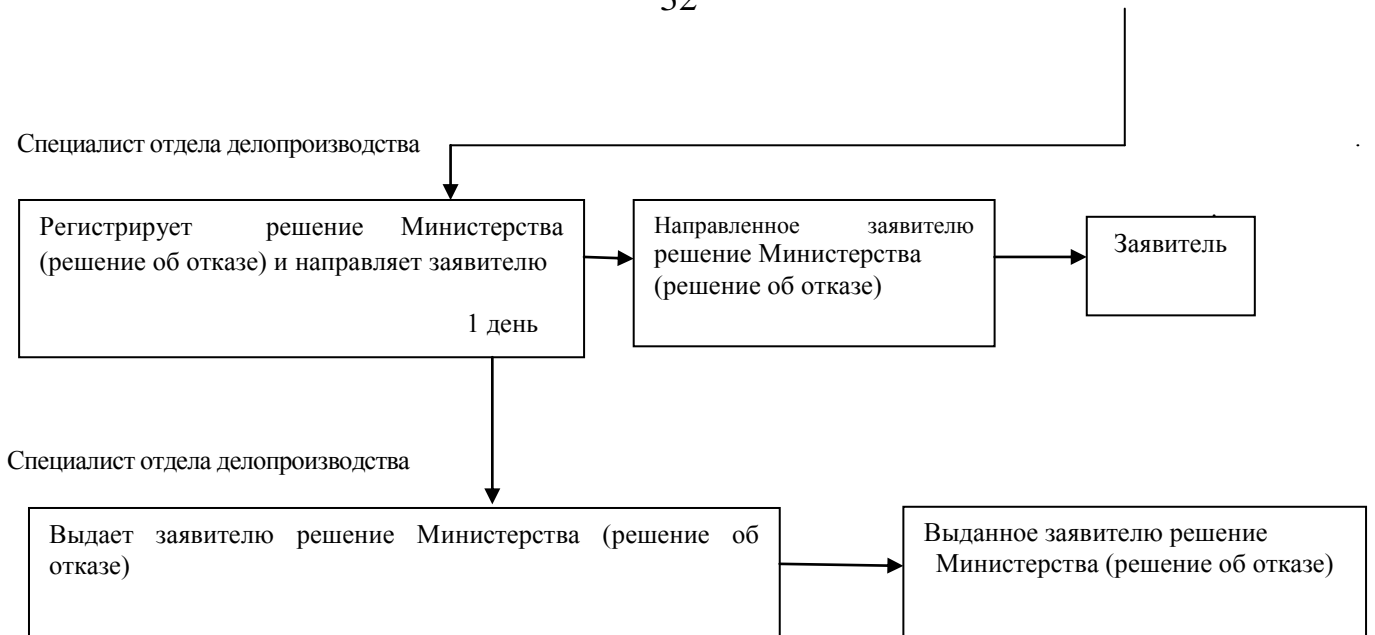 Специалист отдела делопроизводства
Регистрирует решение Министерства
(решение об отказе) и направляет заявителю
1 день
Направленное заявителю
решение Министерства
(решение об отказе)
Заявитель
Специалист отдела делопроизводства
Выдает заявителю решение Министерства (решение об
отказе)
Выданное заявителю решение
Министерства (решение об отказе)